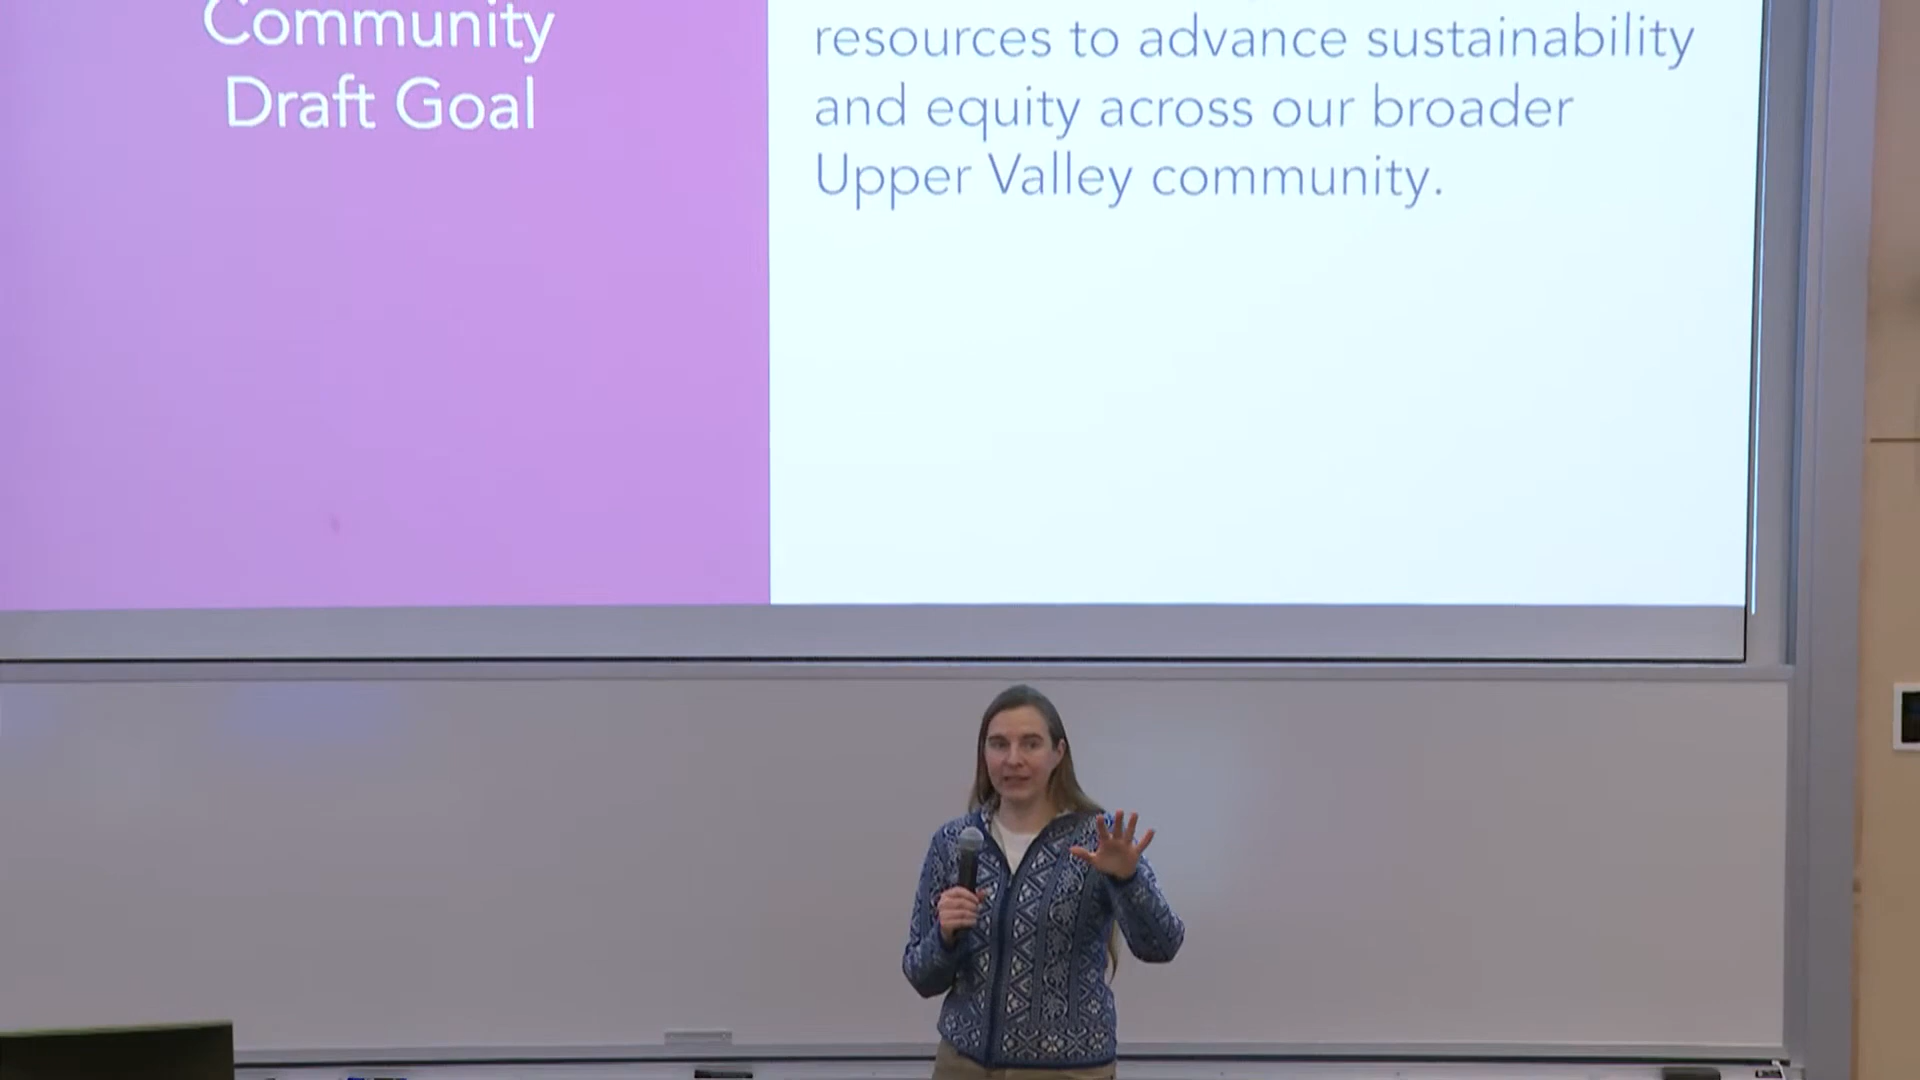 Community
Draft Goal
resources to advance sustainability
and equity across our broader
Upper Valley community.